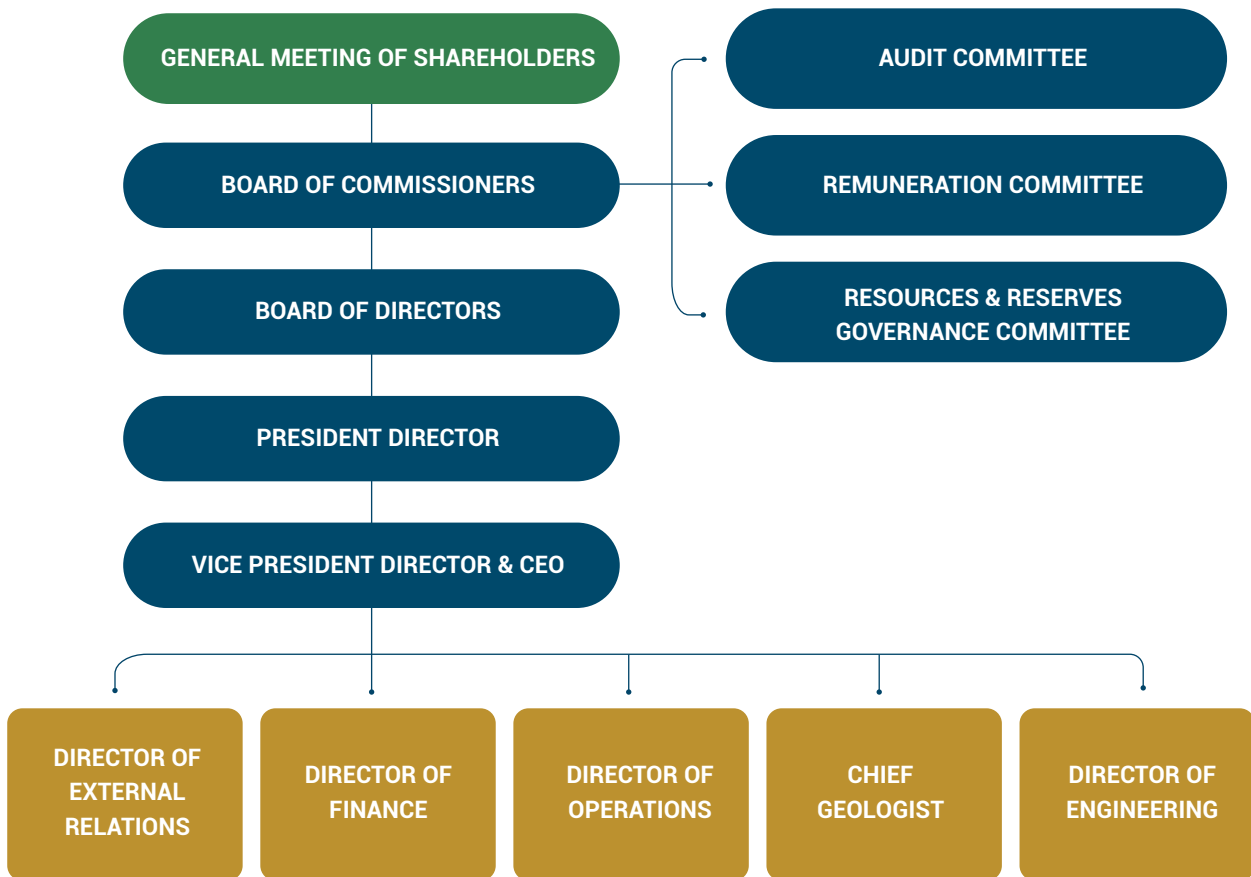 GENERAL MEETING OF SHAREHOLDERS
AUDIT COMMITTEE
BOARD OF COMMISSIONERS
REMUNERATION COMMITTEE
BOARD OF DIRECTORS
RESOURCES & RESERVES
GOVERNANCE COMMITTEE
PRESIDENT DIRECTOR
VICE PRESIDENT DIRECTOR & CEO
DIRECTOR OF
EXTERNAL
RELATIONS
DIRECTOR OF
FINANCE
DIRECTOR OF
OPERATIONS
CHIEF
GEOLOGIST
DIRECTOR OF
ENGINEERING